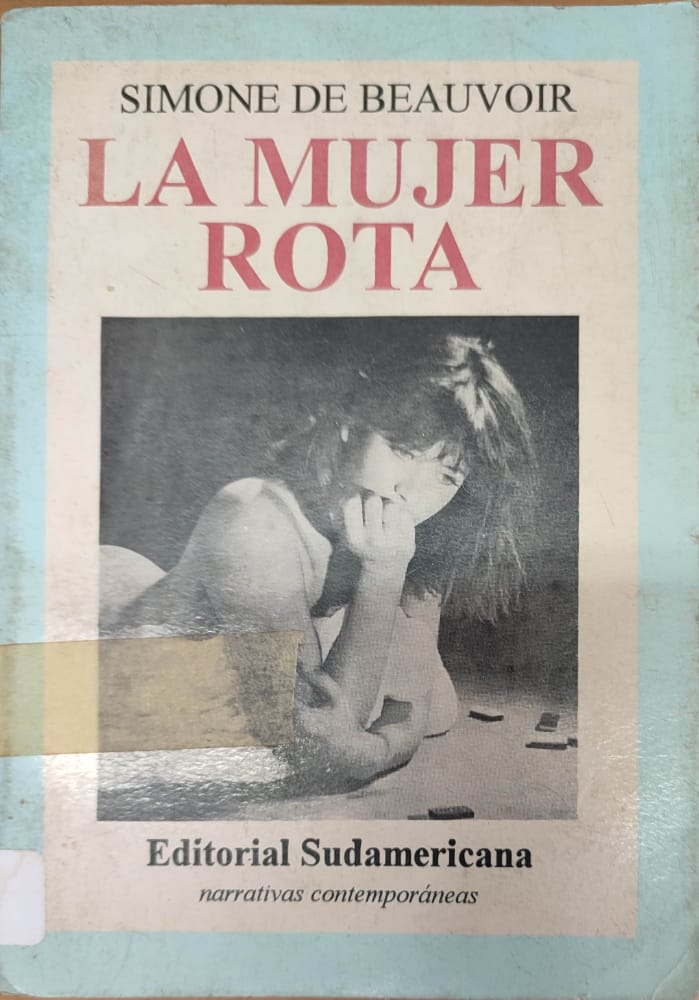 SIMONE DE BEAUVOIR
LA MUJER
ROTA
Editorial Sudamericana
narrativas contemporáneas